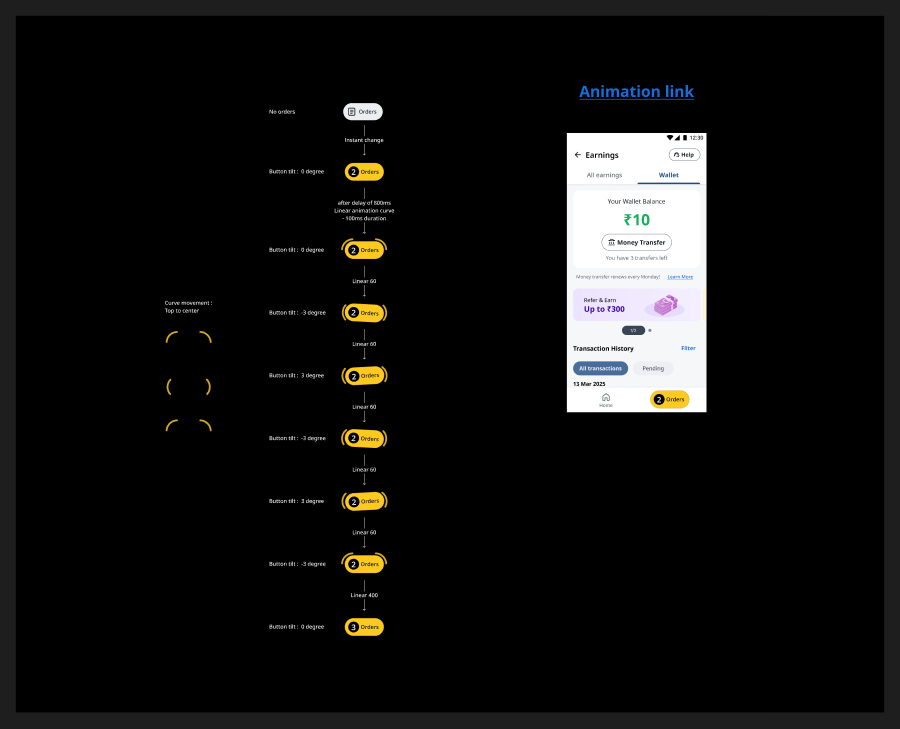 Animation link
No orders
Orders
Instant change
Button tilt : 0 degree
2 Orders
after delay of 800ms
Linear animation curve
- 100ms duration
Button tilt : 0 degree
2 Orders
Linear 60
Button tilt : -3 degree
2 Orders
Linear 60
Button tilt : 3 degree
2 Orders
Linear 60
Button tilt : -3 degree
2 Orders
Linear 60
Button tilt : 3 degree
2 Orders
Linear 60
Button tilt : -3 degree
2 Orders
Linear 400
Button tilt : 0 degree
3 Orders
Curve movement :
Top to center
12:30
Earnings
Help
All earnings
Wallet
Your Wallet Balance
₹10
Money Transfer
You have 3 transfers left
Money transfer renews every Monday!
Learn More
Refer & Earn
Up to ₹300
Transaction History
Filter
All transactions
Pending
13 Mar 2025
Home
2 Orders